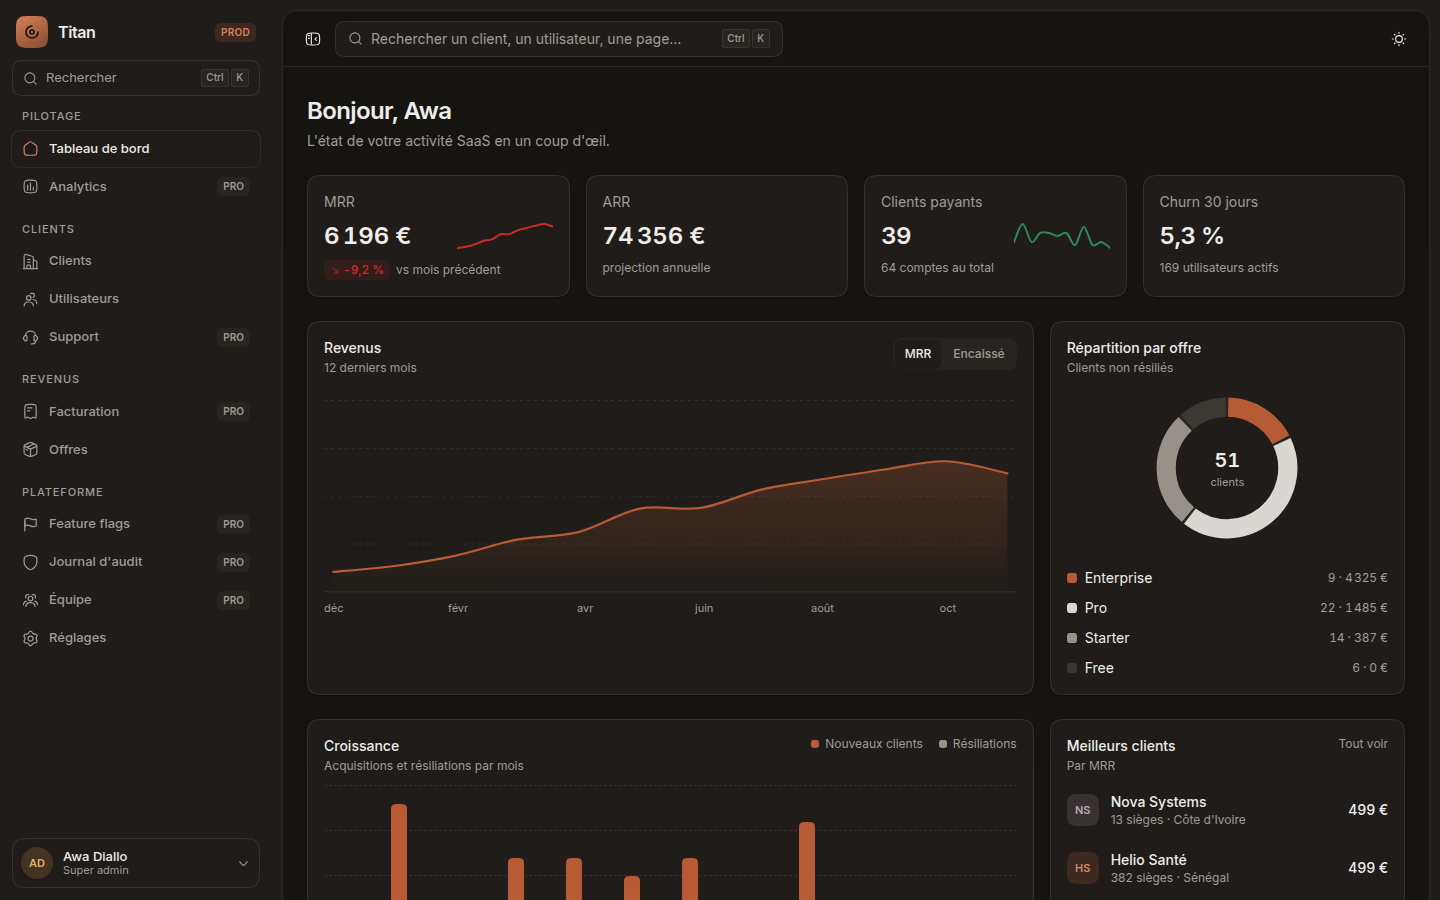 Titan
PROD
Rechercher
Ctrl K
PILOTAGE
Tableau de bord
Analytics
PRO
CLIENTS
Clients
Utilisateurs
Support
PRO
REVENUS
Facturation
PRO
Offres
PLATEFORME
Feature flags
PRO
Journal d'audit
PRO
Équipe
PRO
Réglages
AD
Awa Diallo
Super admin
Rechercher un client, un utilisateur, une page...
Ctrl K
Bonjour, Awa
L'état de votre activité SaaS en un coup d'œil.
MRR
6 196 €
-9,2 %
vs mois précédent
ARR
74 356 €
projection annuelle
Clients payants
39
64 comptes au total
Churn 30 jours
5,3 %
169 utilisateurs actifs
Revenus
12 derniers mois
MRR
Encaissé
déc févr avr juin août oct
Répartition par offre
Clients non résiliés
51
clients
Enterprise
9 · 4 325 €
Pro
22 · 1 485 €
Starter
14 · 387 €
Free
6 · 0 €
Croissance
Acquisitions et résiliations par mois
Nouveaux clients
Résiliations
Meilleurs clients
Par MRR
Tout voir
NS
Nova Systems
13 sièges · Côte d'Ivoire
499 €
HS
Helio Santé
382 sièges · Sénégal
499 €